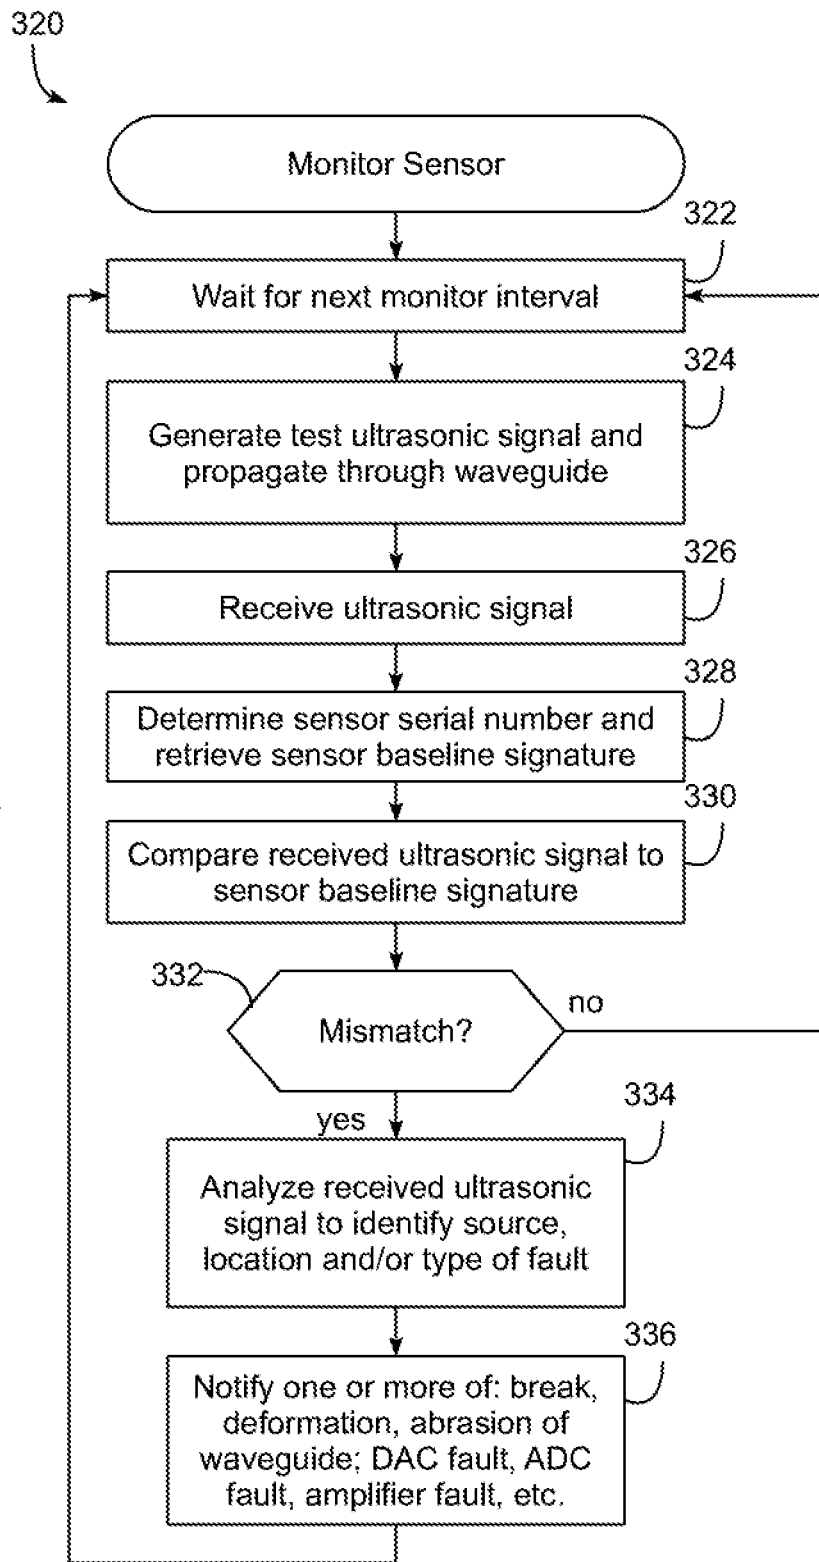 320
Monitor Sensor
322
Wait for next monitor interval
324
Generate test ultrasonic signal and
propagate through waveguide
326
Receive ultrasonic signal
328
Determine sensor serial number and
retrieve sensor baseline signature
330
Compare received ultrasonic signal to
sensor baseline signature
332
Mismatch?
no
yes
334
Analyze received ultrasonic
signal to identify source,
location and/or type of fault
336
Notify one or more of: break,
deformation, abrasion of
waveguide; DAC fault, ADC
fault, amplifier fault, etc.